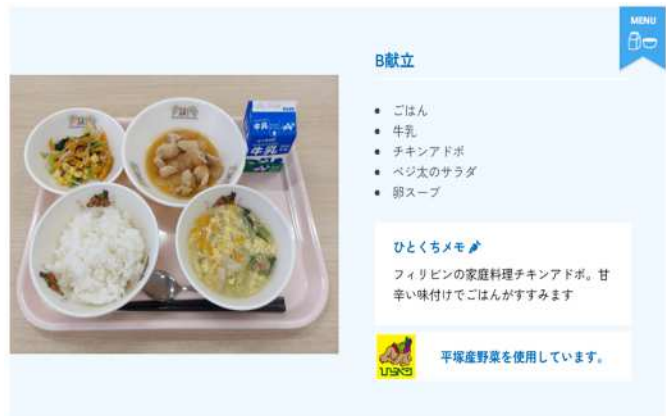 MENU
B献立
ごはん
牛乳
チキンアドボ
ベジ太のサラダ
卵スープ
ひとくちメモ
フィリピンの家庭料理チキンアドボ。甘
辛い味付けでごはんがすすみます
平塚産野菜を使用しています。
牛乳
牛乳